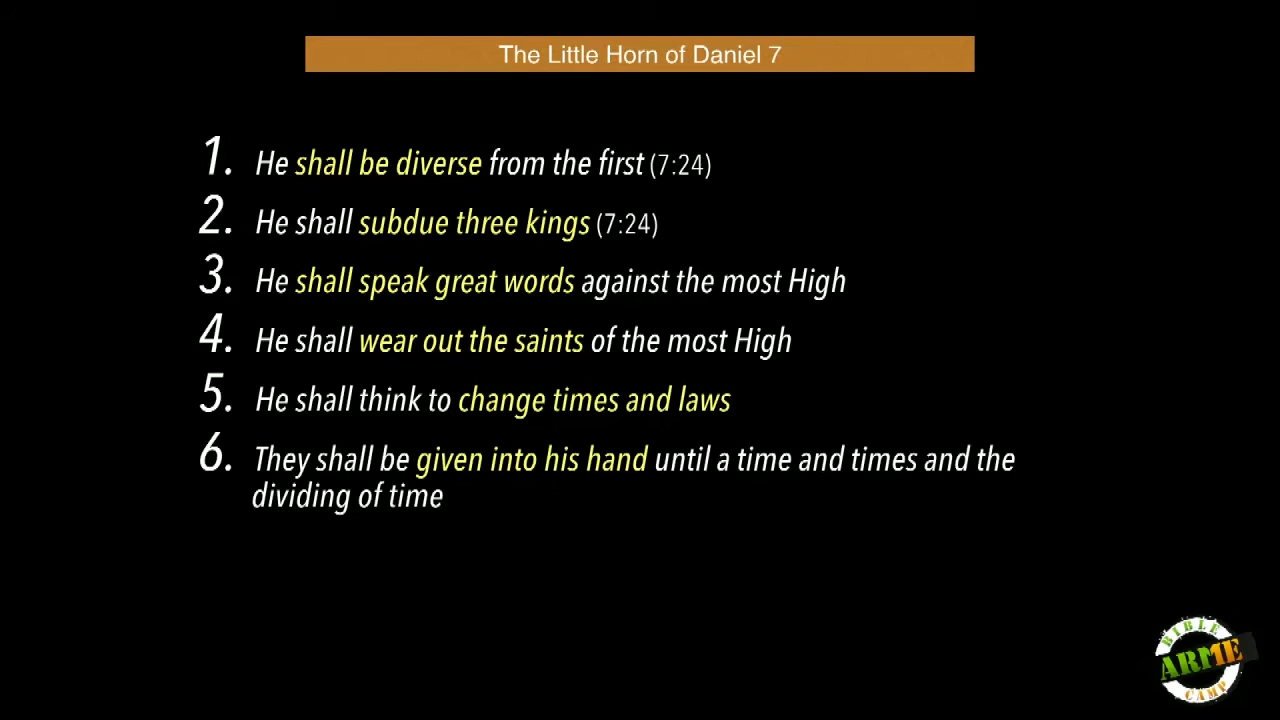 The Little Horn of Daniel 7
1. He shall be diverse from the first (7:24)
2. He shall subdue three kings (7:24)
3. He shall speak great words against the most High
4. He shall wear out the saints of the most High
5. He shall think to change times and laws
6. They shall be given into his hand until a time and times and the
dividing of time
BIBLE
ARME
CAMP